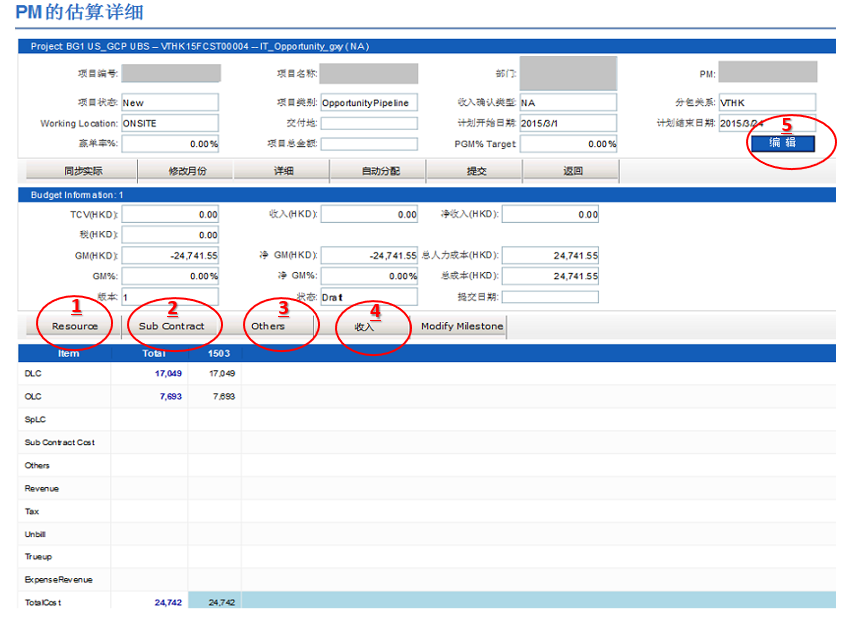 PM的估算详细
Project: BG1 US_GCP UBS -- VTHK15FCST00004 -- IT_Opportunity_gxy ( NA )
项目编号: 项目名称: 部门: PM:
项目状态: New 项目类别: Opportunity Pipeline 收入确认类型: NA 分包关系: VTHK
Working Location: ONSITE 交付地: 计划开始日期: 2015/3/1 计划结束日期: 2015/3/24
赢单率%: 0.00% 项目总金额: PGM% Target: 0.00% 5 编辑
同步实际 修改月份 详细 自动分配 提交 返回
Budget Information: 1
TCV(HKD): 0.00 收入(HKD): 0.00 净收入(HKD): 0.00
税(HKD): 0.00
GM(HKD): -24,741.55 净 GM(HKD): -24,741.55 总人力成本(HKD): 24,741.55
GM%: 0.00% 净 GM%: 0.00% 总成本(HKD): 24,741.55
版本: 1 状态: Draft 提交日期:
1 2 3 4
Resource Sub Contract Others 收入 Modify Milestone
Item Total 1503
DLC 17,049 17,049
OLC 7,693 7,693
SpLC
Sub Contract Cost
Others
Revenue
Tax
Unbill
Trueup
ExpenseRevenue
TotalCost 24,742 24,742